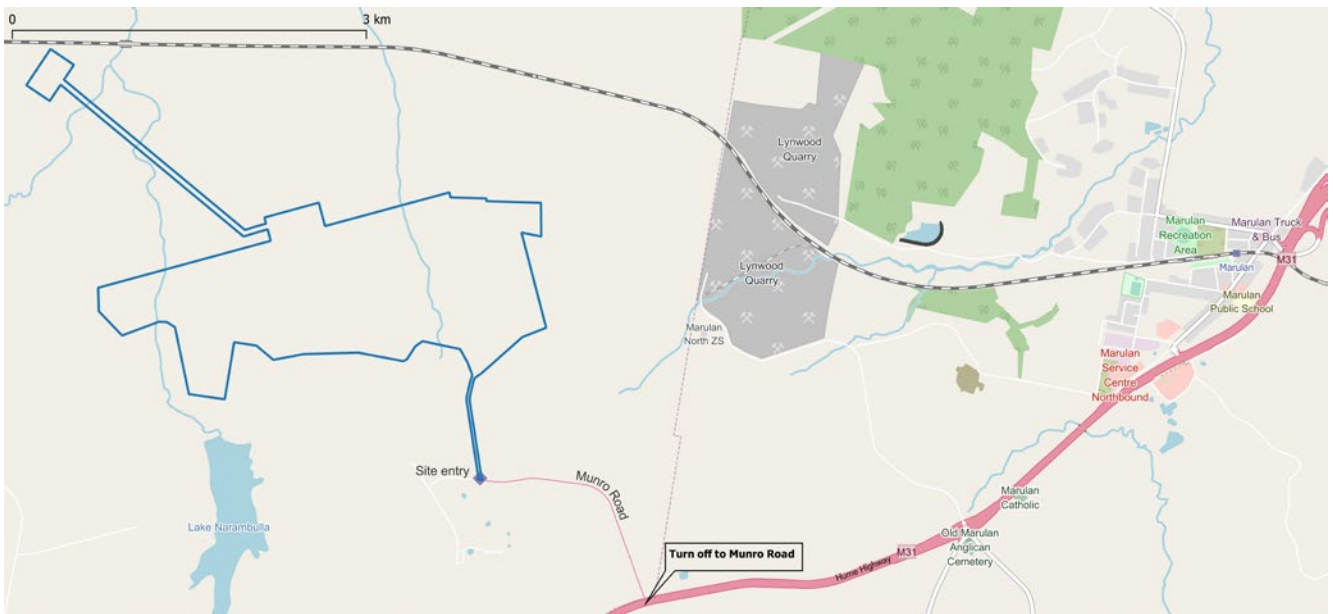 0
3 km
Lynwood
Quarry
Lynwood
Quarry
Marulan
North ZS
Marulan
Recreation
Area
Marulan Truck
& Bus
M31
Marulan
Marulan
Public School
Marulan
Service
Centre
Northbound
Site entry
Munro Road
Lake Narambulla
Turn off to Munro Road
Marulan
Catholic
Old Marulan
Anglican
Cemetery
M31
Hume Highway